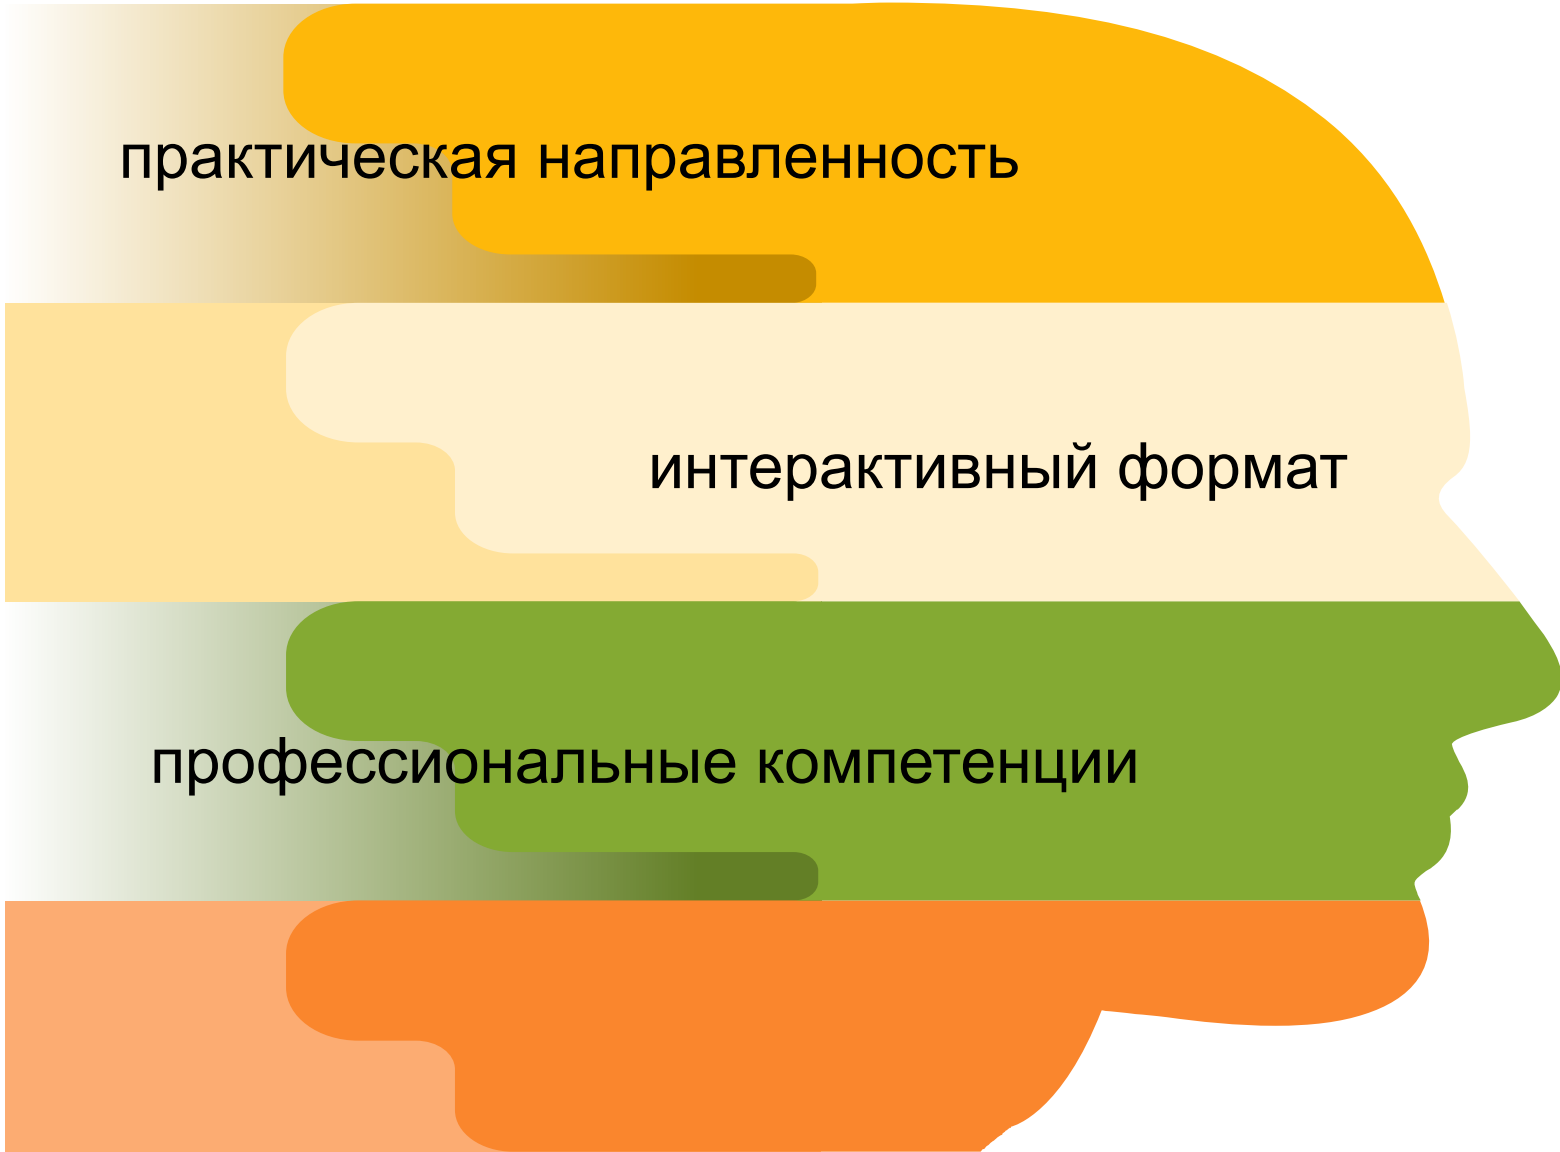 практическая направленность
интерактивный формат
профессиональные компетенции